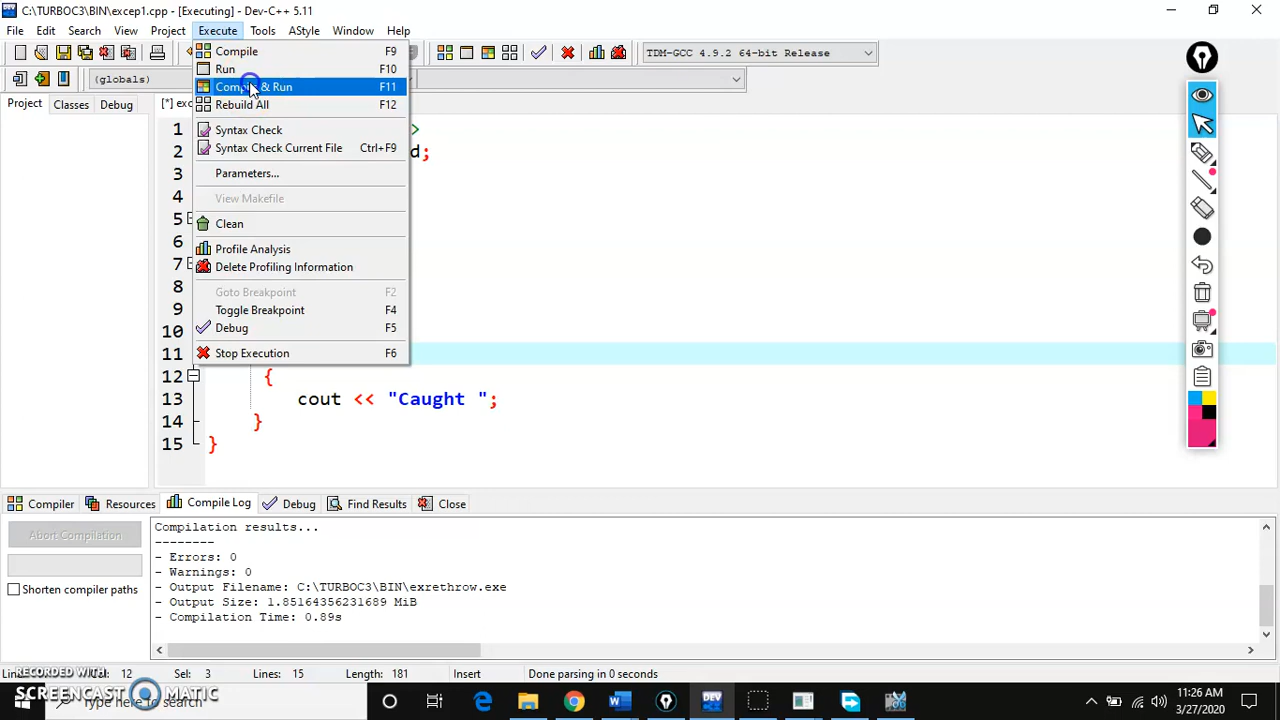 C:\TURBOC3\BIN\excep1.cpp - [Executing] - Dev-C++ 5.11
File Edit Search View Project Execute Tools AStyle Window Help
TDM-GCC 4.9.2 64-bit Release
(globals)
Compile F9
Run F10
Compile & Run F11
Rebuild All F12
Syntax Check
Syntax Check Current File Ctrl+F9
Parameters...
View Makefile
Clean
Profile Analysis
Delete Profiling Information
Goto Breakpoint F2
Toggle Breakpoint F4
Debug F5
Stop Execution F6
Project Classes Debug [*] exc
1 >
2 d;
3
4
5
6
7
8
9
10
11
12 {
13 cout << "Caught ";
14 }
15 }
Compiler Resources Compile Log Debug Find Results Close
Abort Compilation
Shorten compiler paths
Compilation results...
--------
- Errors: 0
- Warnings: 0
- Output Filename: C:\TURBOC3\BIN\exrethrow.exe
- Output Size: 1.85164356231689 MiB
- Compilation Time: 0.89s
Sel: 3 Lines: 15 Length: 181 Insert Done parsing in 0 seconds
RECORDED WITH
SCREENCAST MATIC
Type here to search
11:26 AM
3/27/2020